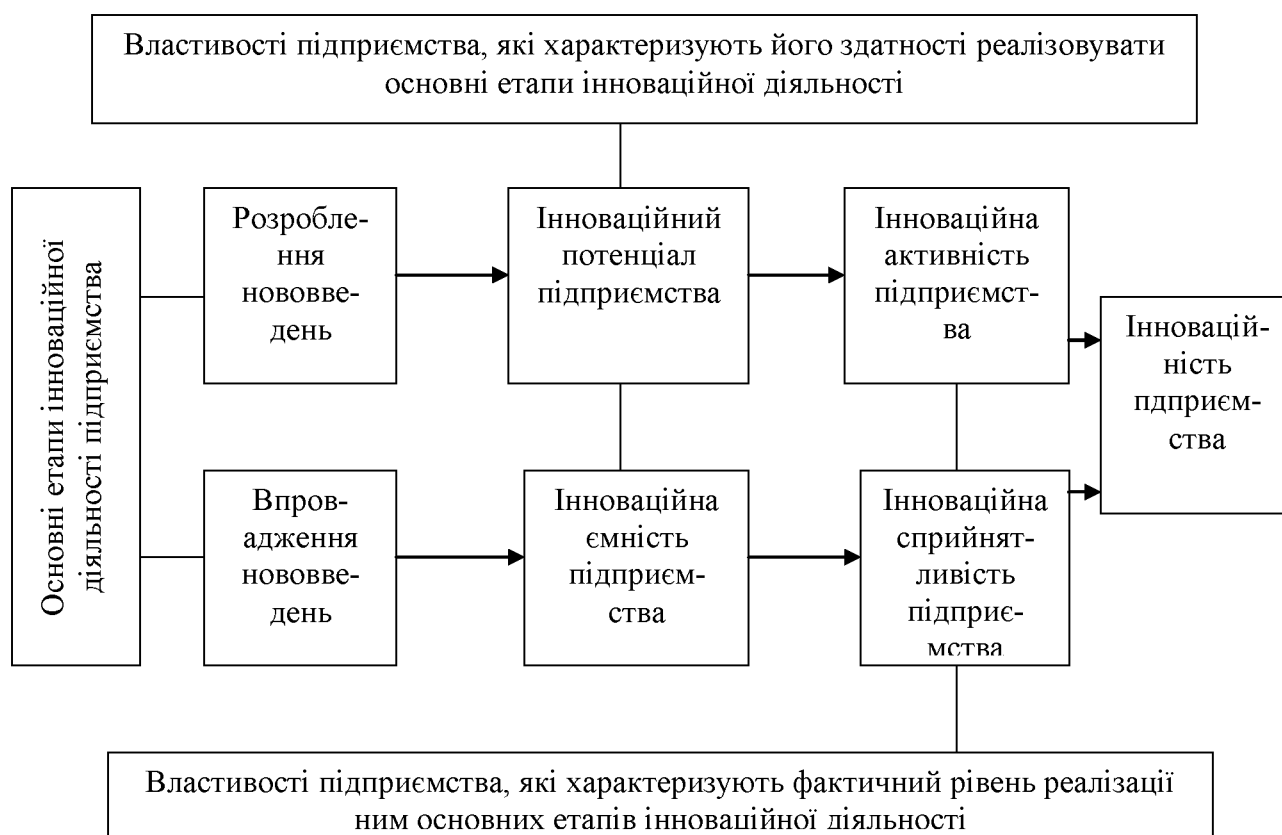 Властивості підприємства, які характеризують його здатності реалізовувати
основні етапи інноваційної діяльності
Основні етапи інноваційної
діяльності підприємства
Розробле-
ння
нововве-
день
Інноваційний
потенціал
підприємства
Інноваційна
активність
підприємст-
ва
Інновацій-
ність
пдприєм-
ства
Впров-
адження
нововве-
день
Інноваційна
ємність
підприєм-
ства
Інноваційна
сприйнят-
ливість
підприє-
мства
Властивості підприємства, які характеризують фактичний рівень реалізації
ним основних етапів інноваційної діяльності